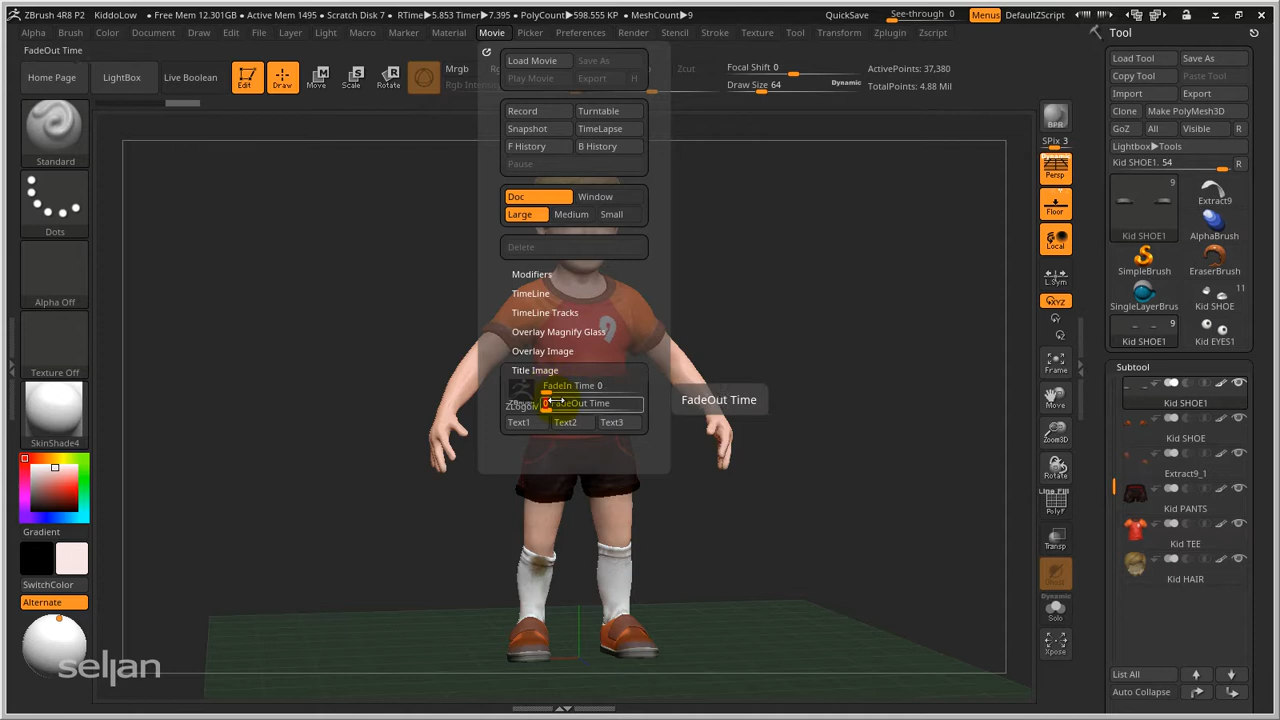 ZBrush 4R8 P2 KiddoLow • Free Mem 12.301GB • Active Mem 1495 • Scratch Disk 7 • RTime▶5.853 Timer▶7.395 • PolyCount▶598.555 KP • MeshCount▶9 QuickSave See-through 0 Menus DefaultZScript
Alpha Brush Color Document Draw Edit File Layer Light Macro Marker Material Movie Picker Preferences Render Stencil Stroke Texture Tool Transform Zplugin Zscript
FadeOut Time
Home Page LightBox Live Boolean Edit Draw Move Scale Rotate Mrgb
Rgb Intensity
Zcut
Focal Shift 0
Draw Size 64 Dynamic
ActivePoints: 37,380
TotalPoints: 4.88 Mil
Standard
Dots
Alpha Off
Texture Off
SkinShade4
Gradient
SwitchColor
Alternate
seljan
Load Movie Save As
Play Movie Export H
Record Turntable
Snapshot TimeLapse
F History B History
Pause
Doc Window
Large Medium Small
Delete
Modifiers
TimeLine
TimeLine Tracks
Overlay Magnify Glass
Overlay Image
Title Image
FadeIn Time 0
0 FadeOut Time
Text1 Text2 Text3
FadeOut Time
BPR
SPix 3
Persp
Floor
Local
L.Sym
XYZ
Frame
Move
Zoom3D
Rotate
Line Fill
PolyF
Transp
Ghost
Dynamic
Solo
Xpose
Tool
Load Tool Save As
Copy Tool Paste Tool
Import Export
Clone Make PolyMesh3D
GoZ All Visible R
Lightbox▶Tools
Kid SHOE1. 54 R
9
Kid SHOE1
Extract9
AlphaBrush
SimpleBrush EraserBrush
SingleLayerBrus 11 Kid SHOE
9
Kid SHOE1 Kid EYES1
Subtool
Kid SHOE1
Kid SHOE
Extract9_1
Kid PANTS
Kid TEE
Kid HAIR
List All
Auto Collapse